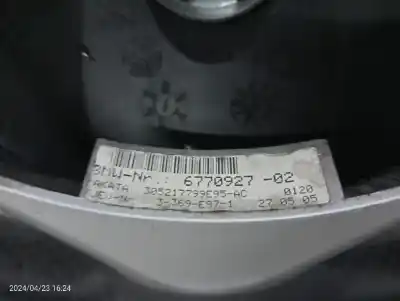 BMW-Nr.: 6770927 -02
TAKATA 305217799E95-AC 0120
3-369-E97-1 27 05 05
2024/04/23 16:24